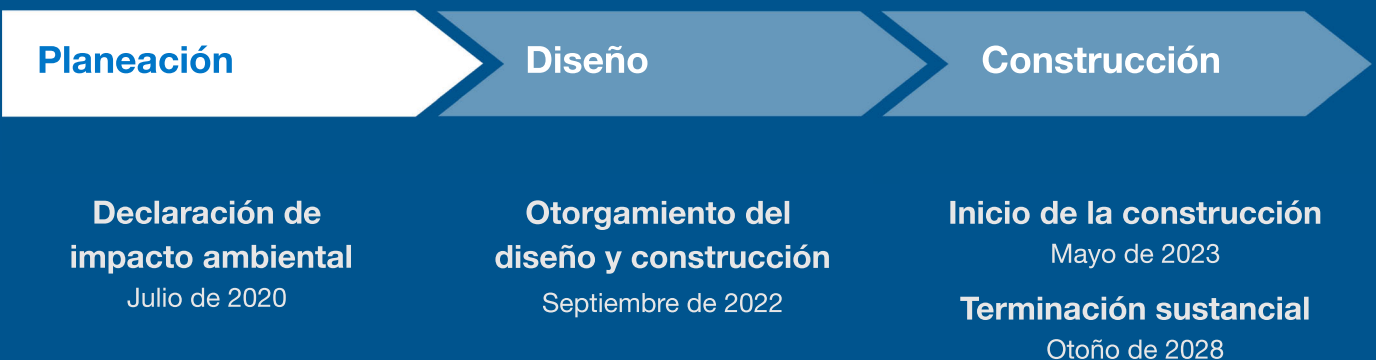 Planeación
Diseño
Construcción
Declaración de
impacto ambiental
Julio de 2020
Otorgamiento del
diseño y construcción
Septiembre de 2022
Inicio de la construcción
Mayo de 2023
Terminación sustancial
Otoño de 2028